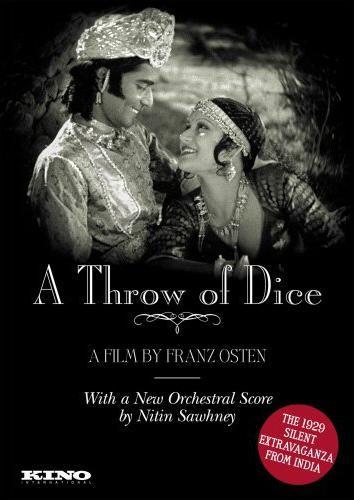 A Throw of Dice
A FILM BY FRANZ OSTEN
With a New Orchestral Score
by Nitin Sawhney
THE 1929
SILENT
EXTRAVAGANZA
FROM INDIA
KINO
INTERNATIONAL